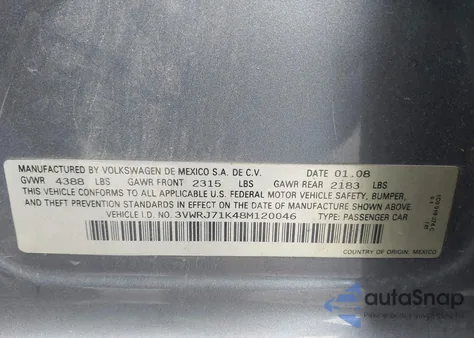 MANUFACTURED BY VOLKSWAGEN DE MEXICO S.A. DE C.V. 01.08
GVWR 4388 LBS GAWR FRONT 2315 LBS GAWR REAR 2183 LBS
THIS VEHICLE CONFORMS TO ALL APPLICABLE U.S. FEDERAL MOTOR VEHICLE SAFETY, BUMPER,
AND THEFT PREVENTION STANDARDS IN EFFECT ON THE DATE OF MANUFACTURE SHOWN ABOVE.
VEHICLE I.D. NO. 3VWRJ71K48M120046 TYPE: PASSENGER CAR
COUNTRY OF ORIGIN: MEXICO
autoSnap